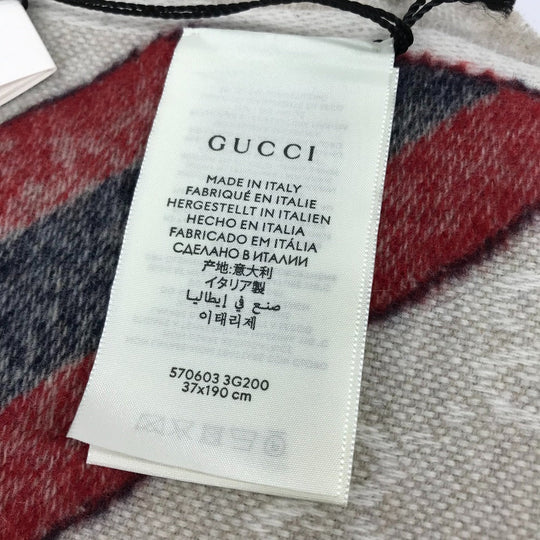 GUCCI
MADE IN ITALY
FABRIQUÉ EN ITALIE
HERGESTELLT IN ITALIEN
HECHO EN ITALIA
FABRICADO EM ITÁLIA
СДЕЛАНО В ИТАЛИИ
产地:意大利
イタリア製
صنع في إيطاليا
이태리제
570603 3G200
37x190 cm